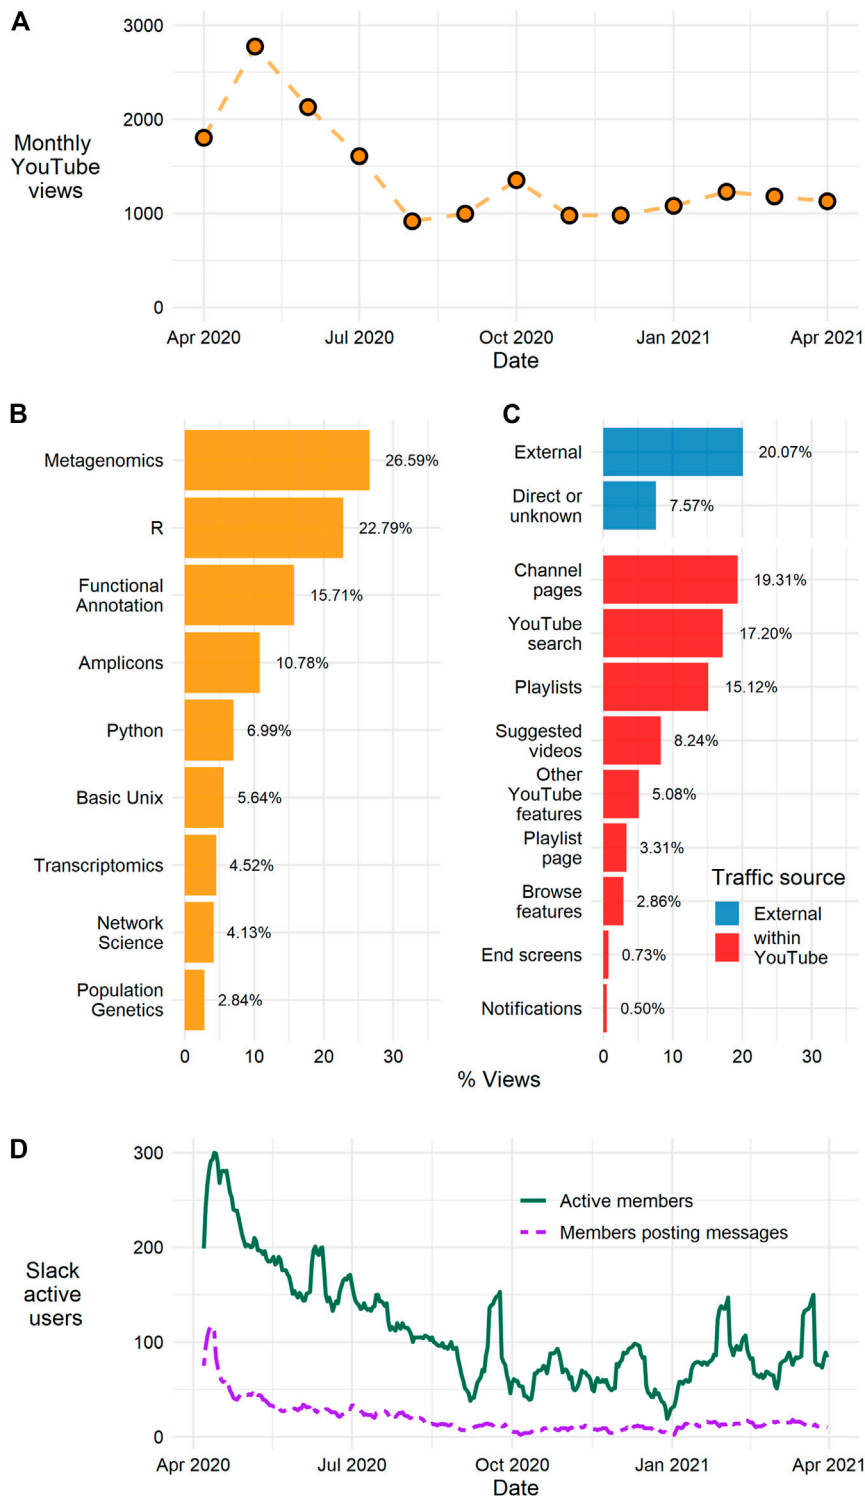 A
3000
2000
1000
0
Monthly
YouTube
views
Apr 2020
Jul 2020
Oct 2020
Jan 2021
Apr 2021
Date
B
Metagenomics
26.59%
R
22.79%
Functional
Annotation
15.71%
Amplicons
10.78%
Python
6.99%
Basic Unix
5.64%
Transcriptomics
4.52%
Network
Science
4.13%
Population
Genetics
2.84%
0
10
20
30
C
External
20.07%
Direct or
unknown
7.57%
Channel
pages
19.31%
YouTube
search
17.20%
Playlists
15.12%
Suggested
videos
8.24%
Other
YouTube
features
5.08%
Playlist
page
3.31%
Browse
features
2.86%
End screens
0.73%
Notifications
0.50%
Traffic source
External
within
YouTube
0
10
20
30
% Views
D
300
200
100
0
Slack
active
users
Active members
Members posting messages
Apr 2020
Jul 2020
Oct 2020
Jan 2021
Apr 2021
Date